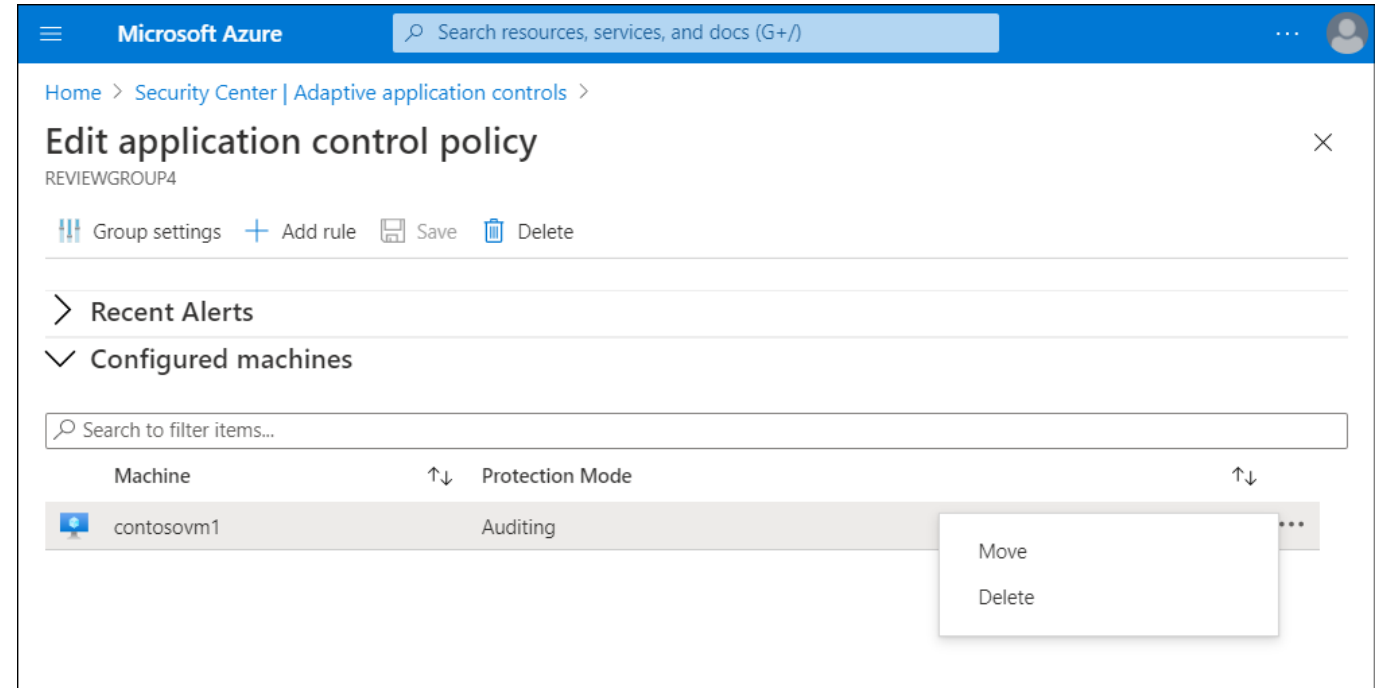 Microsoft Azure Search resources, services, and docs (G+/) ...
Home > Security Center | Adaptive application controls >
Edit application control policy
REVIEWGROUP4
Group settings + Add rule Save Delete
Recent Alerts
Configured machines
Search to filter items...
Machine ↑↓ Protection Mode ↑↓
contosovm1 Auditing ...
Move
Delete